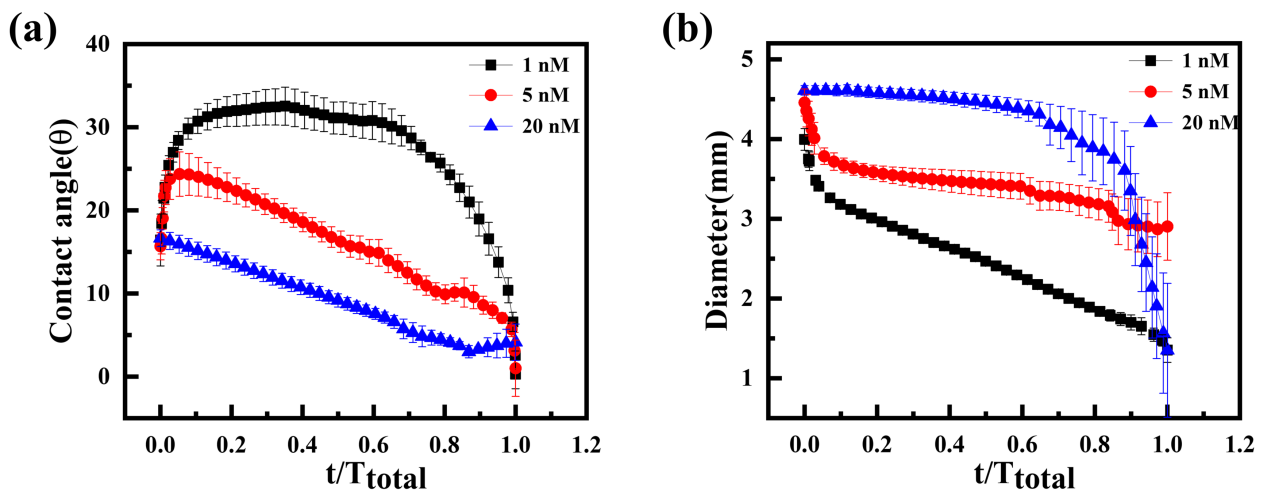 (a)
40
30
20
10
0
Contact angle(θ)
1 nM
5 nM
20 nM
0.0 0.2 0.4 0.6 0.8 1.0 1.2
t/Ttotal
(b)
5
4
3
2
1
Diameter(mm)
1 nM
5 nM
20 nM
0.0 0.2 0.4 0.6 0.8 1.0 1.2
t/Ttotal